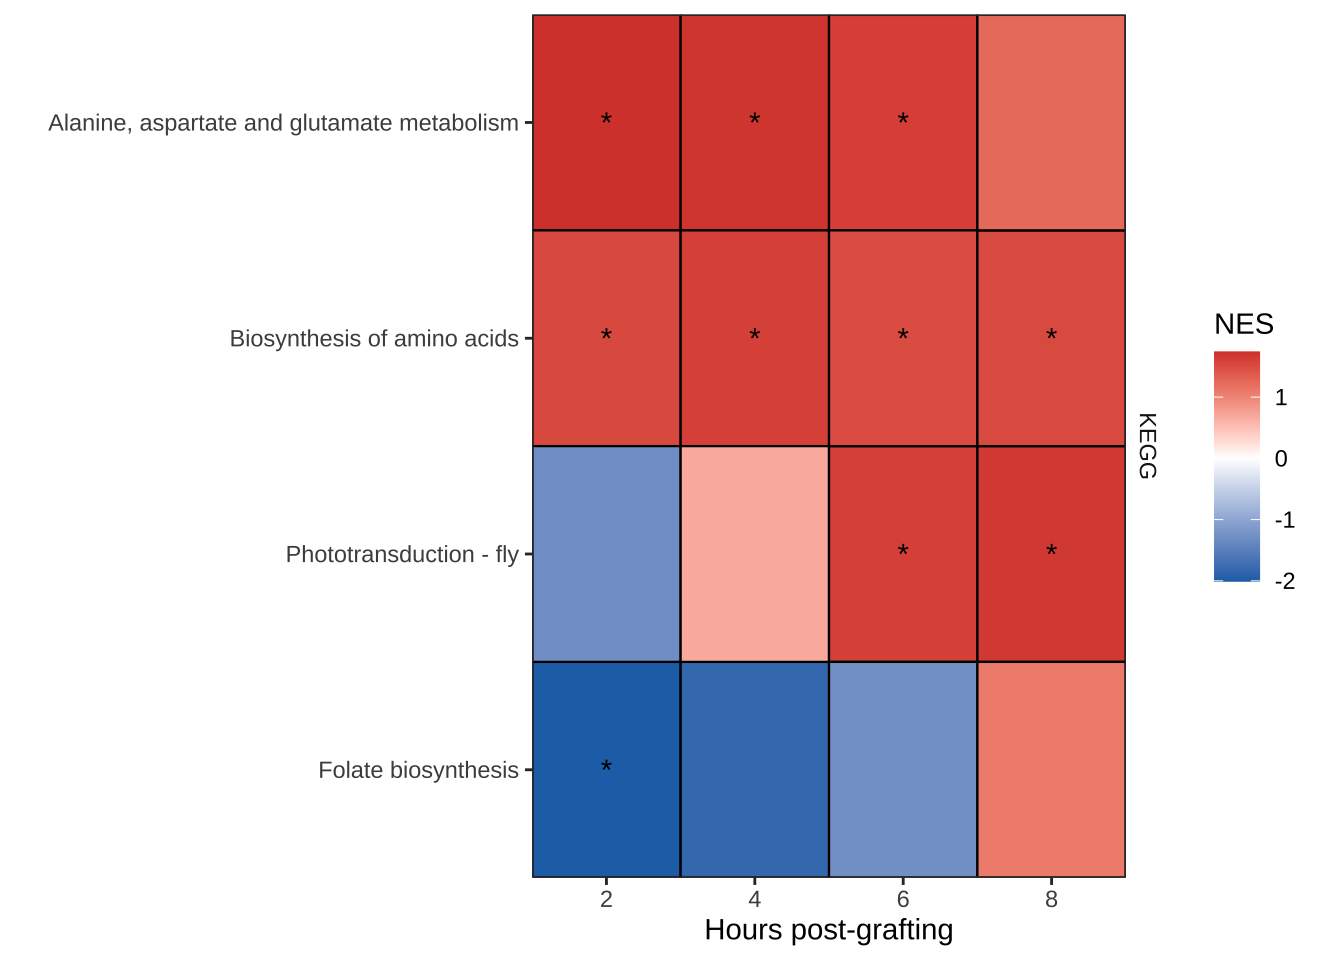 Alanine, aspartate and glutamate metabolism
* * *
Biosynthesis of amino acids
* * * *
Phototransduction - fly
* *
Folate biosynthesis
*
2 4 6 8
Hours post-grafting
KEGG
NES
1
0
-1
-2